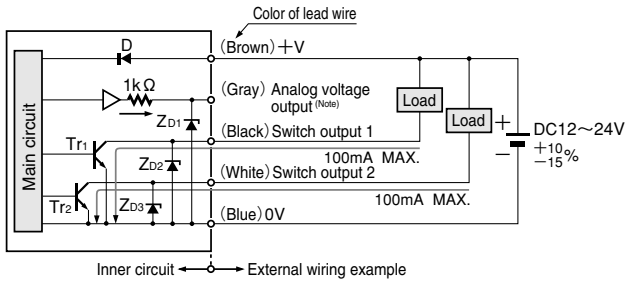 Color of lead wire
D
(Brown) +V
1kΩ
(Gray) Analog voltage
output (Note)
Load
Load
ZD1
(Black) Switch output 1
+
DC12～24V
+10
−15 %
−
Main circuit
Tr1
100mA MAX.
ZD2
(White) Switch output 2
100mA MAX.
Tr2
ZD3
(Blue) 0V
Inner circuit
External wiring example